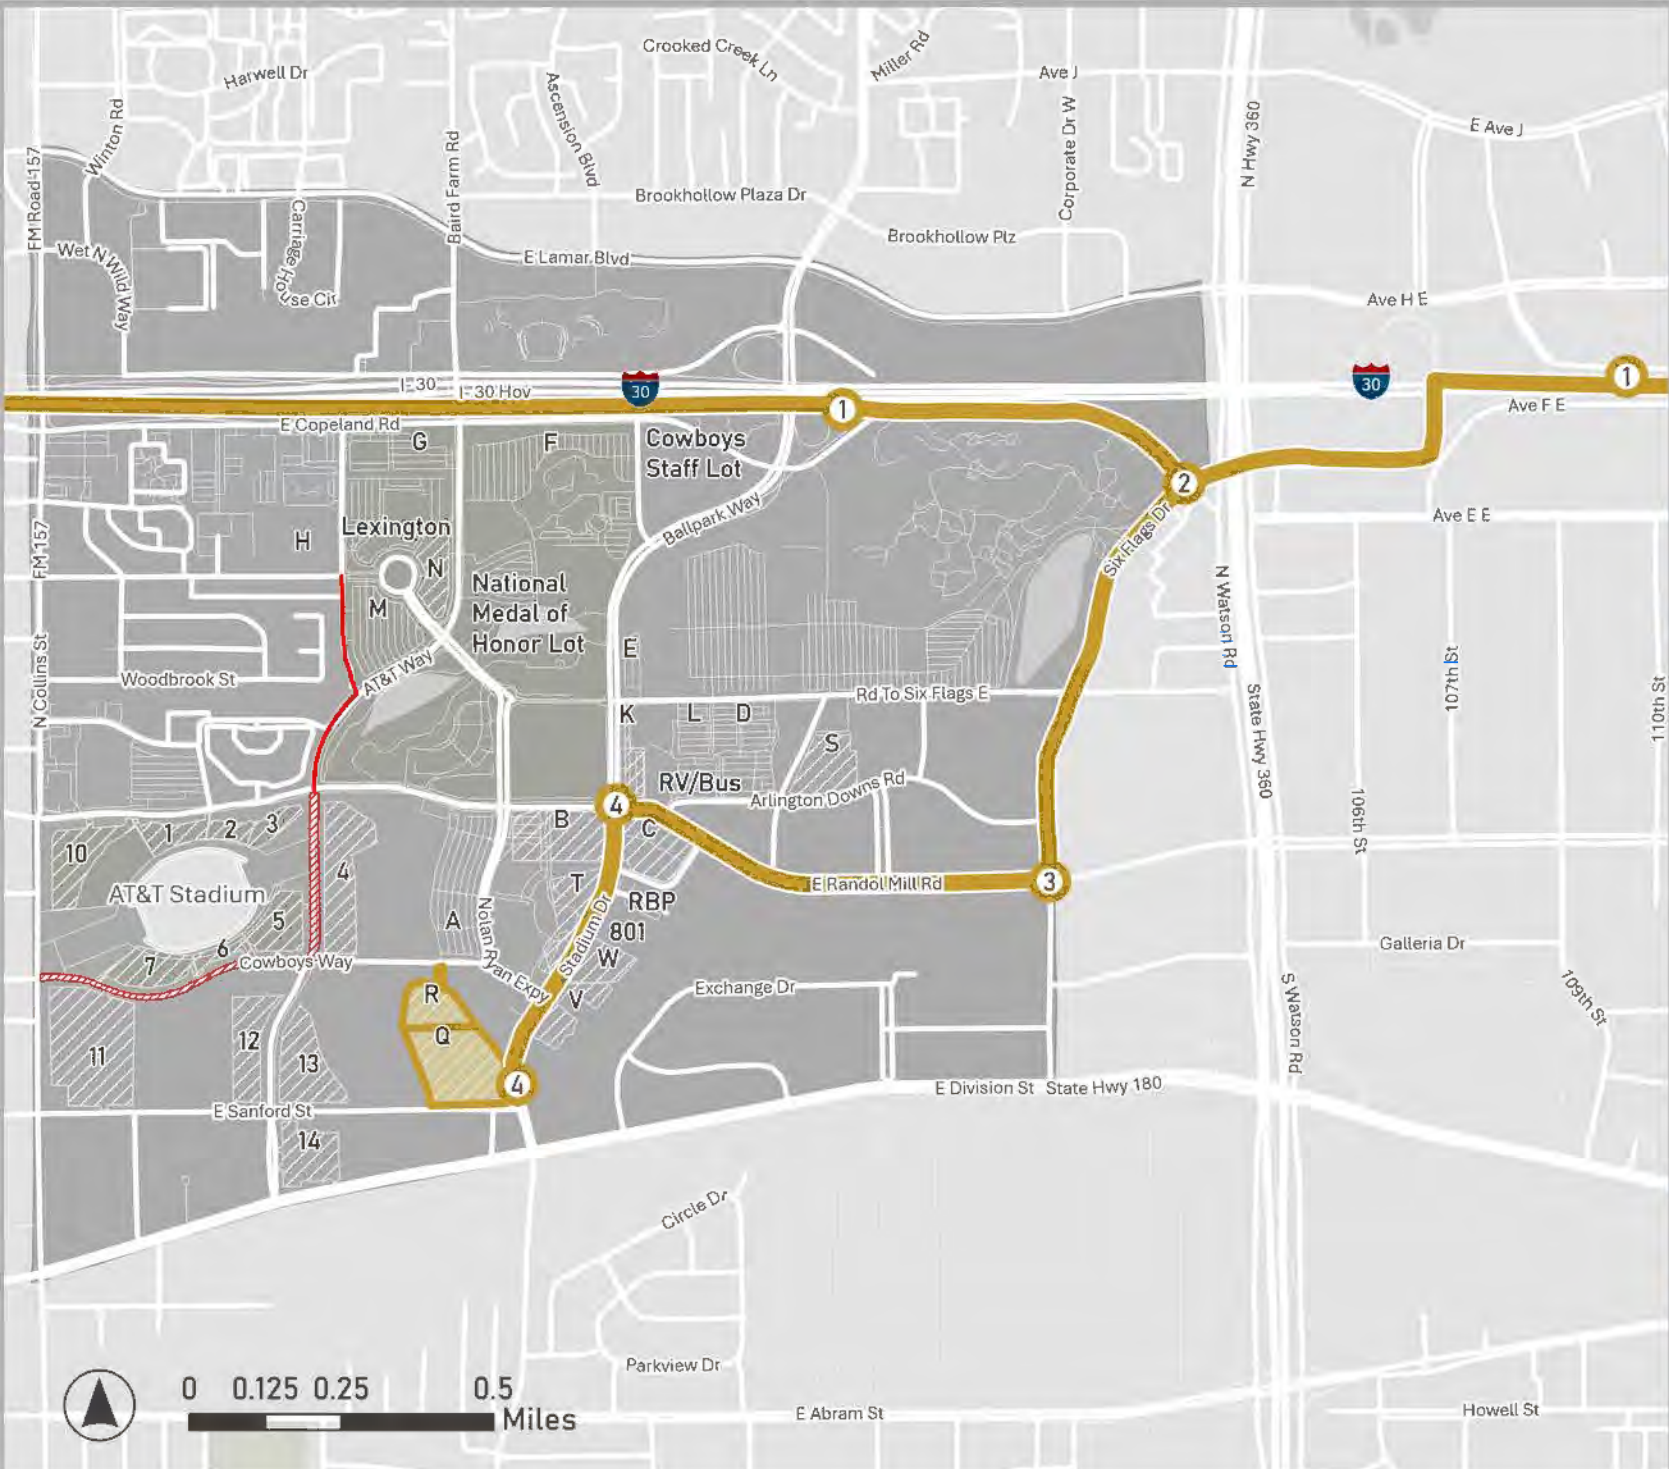 Crooked Creek Ln
Miller Rd
Harwell Dr
Ave J
Winton Rd
Ascension Blvd
Corporate Dr W
N Hwy 360
E Ave J
FM Road 157
Baird Farm Rd
Brookhollow Plaza Dr
Carriage House Cir
Brookhollow Plz
Wet N Wild Way
E Lamar Blvd
Ave H E
I-30
I-30 Hov
30
30
1
1
Ave F E
E Copeland Rd
G
F
Cowboys
Staff Lot
2
Ballpark Way
Ave E E
FM 157
H
Lexington
N
M
Six Flags Dr
National
Medal of
Honor Lot
N Watson Rd
N Collins St
E
Woodbrook St
AT&T Way
Rd To Six Flags E
107th St
110th St
State Hwy 360
K
L
D
S
RV/Bus
Arlington Downs Rd
4
106th St
1
2
3
B
C
10
4
AT&T Stadium
T
E Randol Mill Rd
3
5
A
RBP
801
Nolan Ryan Expy
Stadium Dr
6
7
Cowboys Way
W
Galleria Dr
R
V
Exchange Dr
109th St
S Watson Rd
Q
11
12
13
4
E Division St
State Hwy 180
E Sanford St
14
Circle Dr
Parkview Dr
0
0.125
0.25
0.5
Miles
E Abram St
Howell St